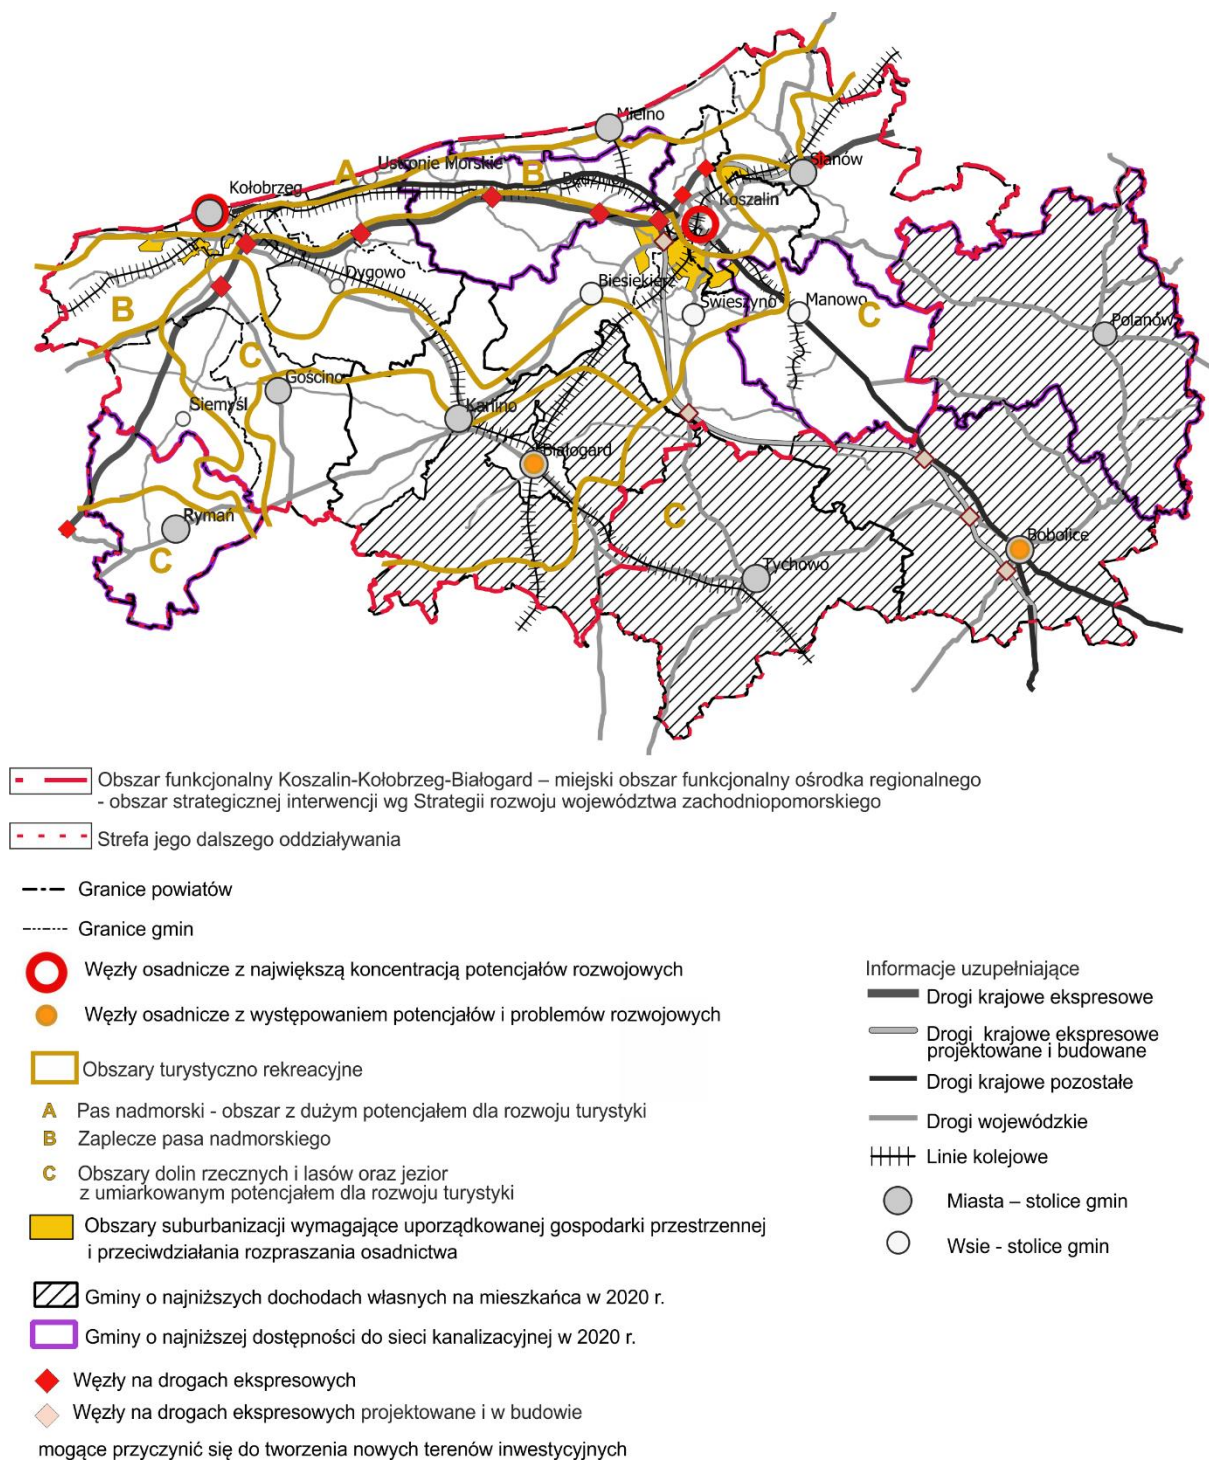 Mielno
Sianów
Ustronie Morskie
A
B
Będzino
Kołobrzeg
Koszalin
Dygowo
Biesiekierz
Świeszyno
Manowo
C
Polanów
B
C
Gościno
Siemyśl
Karlino
Białogard
Ryman
C
C
Tychowo
Bobolice
Obszar funkcjonalny Koszalin-Kołobrzeg-Białogard – miejski obszar funkcjonalny ośrodka regionalnego
- obszar strategicznej interwencji wg Strategii rozwoju województwa zachodniopomorskiego
Strefa jego dalszego oddziaływania
Granice powiatów
Granice gmin
Węzły osadnicze z największą koncentracją potencjałów rozwojowych
Węzły osadnicze z występowaniem potencjałów i problemów rozwojowych
Obszary turystyczno rekreacyjne
A Pas nadmorski - obszar z dużym potencjałem dla rozwoju turystyki
B Zaplecze pasa nadmorskiego
C Obszary dolin rzecznych i lasów oraz jezior
z umiarkowanym potencjałem dla rozwoju turystyki
Obszary suburbanizacji wymagające uporządkowanej gospodarki przestrzennej
i przeciwdziałania rozpraszania osadnictwa
Gminy o najniższych dochodach własnych na mieszkańca w 2020 r.
Gminy o najniższej dostępności do sieci kanalizacyjnej w 2020 r.
Węzły na drogach ekspresowych
Węzły na drogach ekspresowych projektowane i w budowie
mogące przyczynić się do tworzenia nowych terenów inwestycyjnych
Informacje uzupełniające
Drogi krajowe ekspresowe
Drogi krajowe ekspresowe
projektowane i budowane
Drogi krajowe pozostałe
Drogi wojewódzkie
Linie kolejowe
Miasta – stolice gmin
Wsie - stolice gmin